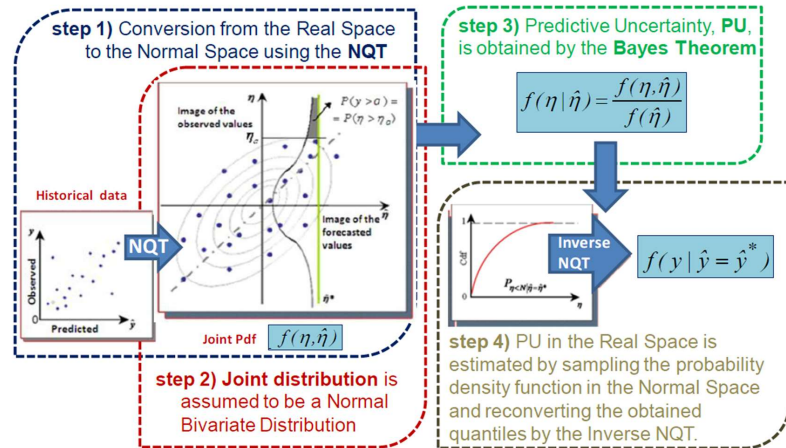 step 1) Conversion from the Real Space
to the Normal Space using the NQT
Historical data
y
Observed
0
Predicted
ŷ
NQT
Image of the
observed values
η
η_a
P(y > a) =
= P(η > η_a)
η̂
Image of the
forecasted
values
η̂*
Joint Pdf f(η,η̂)
step 2) Joint distribution is
assumed to be a Normal
Bivariate Distribution
step 3) Predictive Uncertainty, PU,
is obtained by the Bayes Theorem
f(η|η̂) = f(η,η̂) / f(η̂)
1
Cdf
0
P_{η<N|η̂=η̂*}
η
Inverse
NQT
f(y|ŷ = ŷ*)
step 4) PU in the Real Space is
estimated by sampling the probability
density function in the Normal Space
and reconverting the obtained
quantiles by the Inverse NQT.